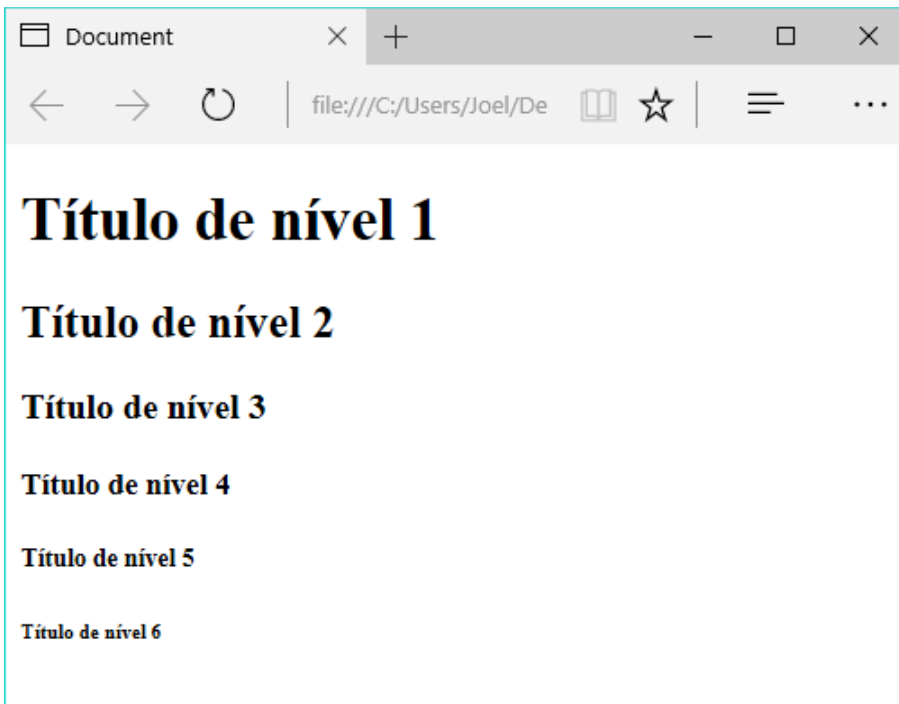 Document
file:///C:/Users/Joel/De
Título de nível 1
Título de nível 2
Título de nível 3
Título de nível 4
Título de nível 5
Título de nível 6